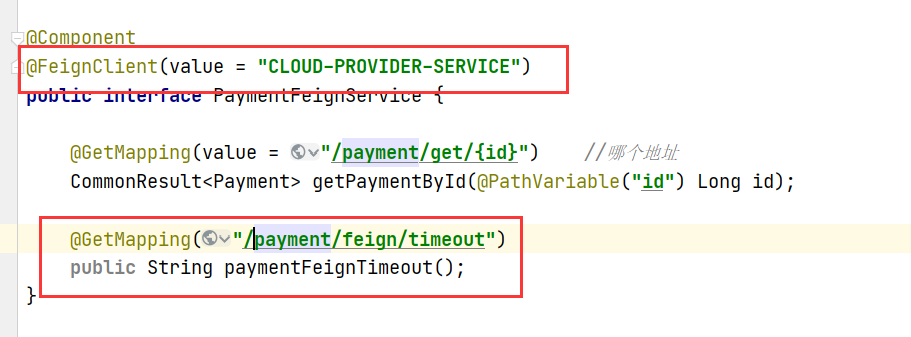 @Component
@FeignClient(value = "CLOUD-PROVIDER-SERVICE")
public interface PaymentFeignService {
@GetMapping(value = "/payment/get/{id}") //哪个地址
CommonResult<Payment> getPaymentById(@PathVariable("id") Long id);
@GetMapping("/payment/feign/timeout")
public String paymentFeignTimeout();
}